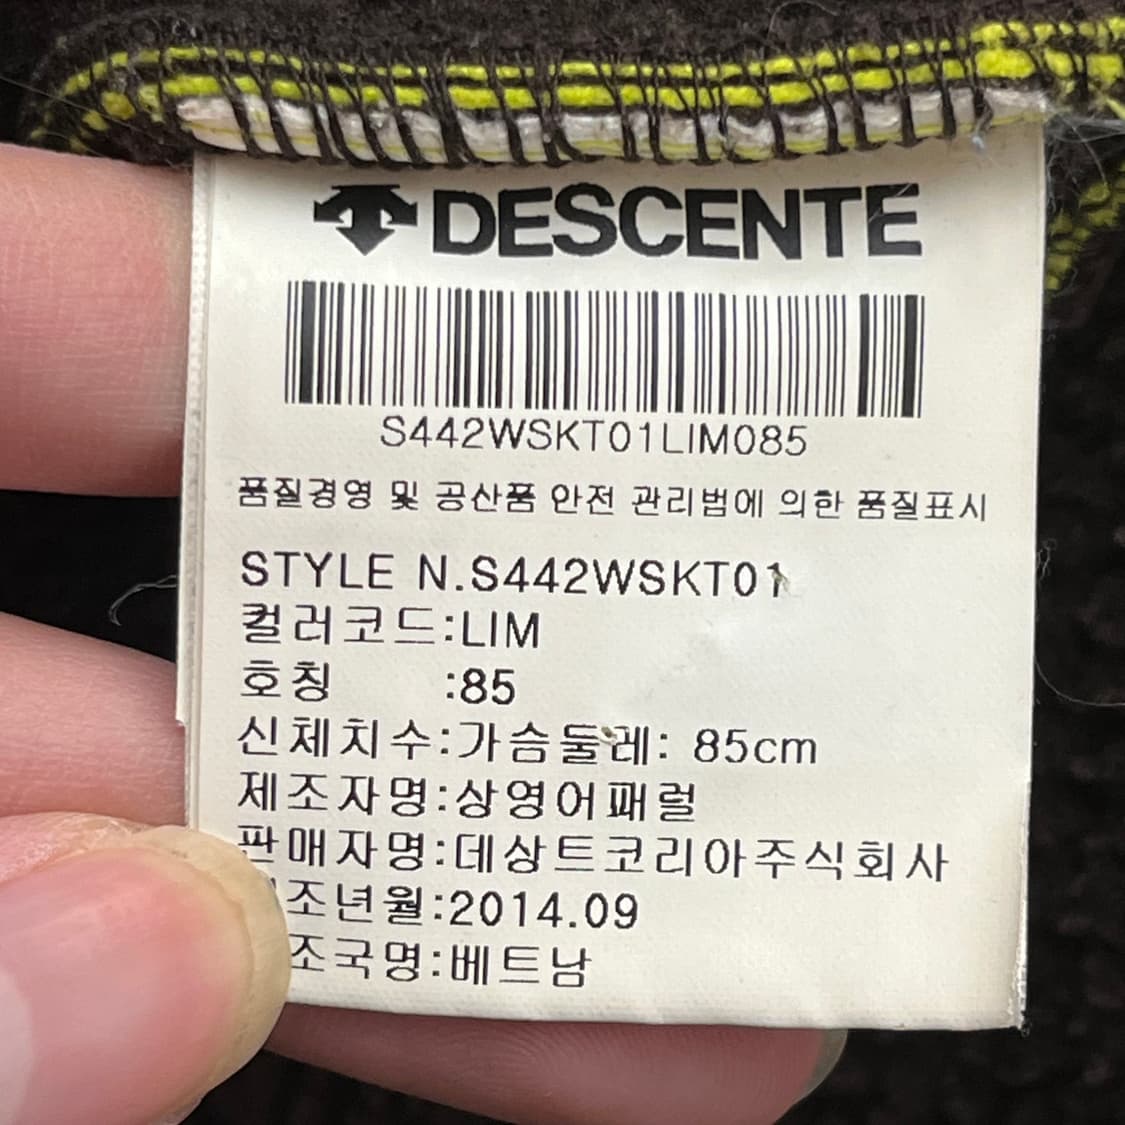 DESCENTE
S442WSKT01LIM085
품질경영 및 공산품 안전 관리법에 의한 품질표시
STYLE N.S442WSKT01
컬러코드:LIM
호칭 :85
신체치수:가슴둘레: 85cm
제조자명:상영어패럴
판매자명:데상트코리아주식회사
조년월:2014.09
조국명:베트남